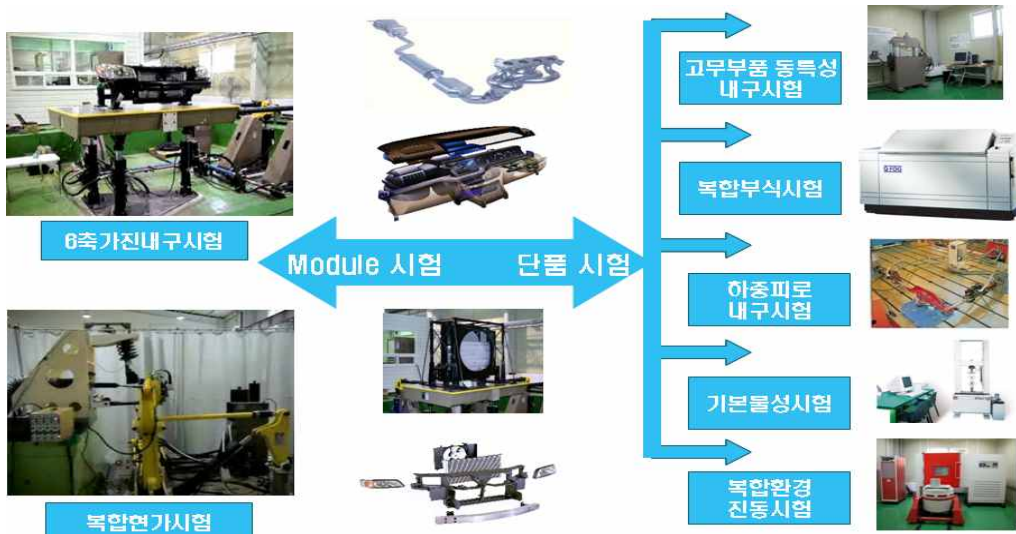 6축가진내구시험
복합현가시험
Module 시험
단품 시험
고무부품 동특성
내구시험
복합부식시험
하중피로
내구시험
기본물성시험
복합환경
진동시험